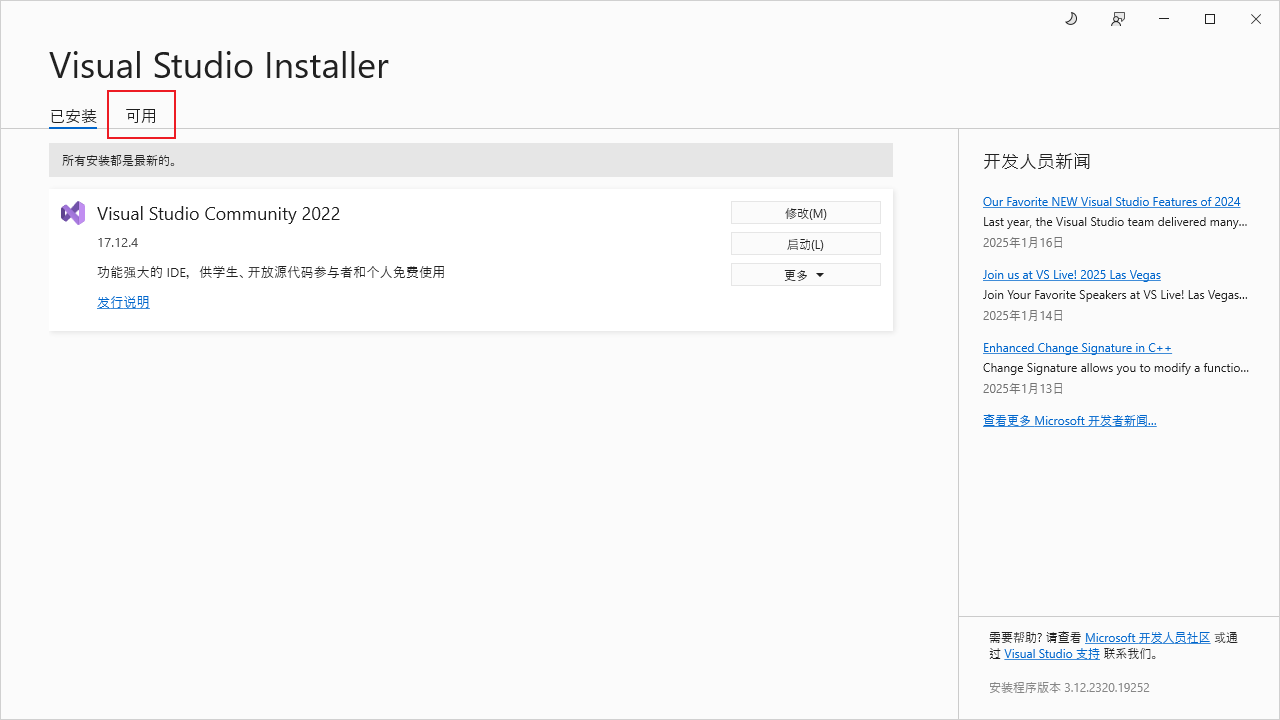 Visual Studio Installer
已安装
可用
所有安装都是最新的。
Visual Studio Community 2022
17.12.4
功能强大的 IDE，供学生、开放源代码参与者和个人免费使用
发行说明
修改(M)
启动(L)
更多
开发人员新闻
Our Favorite NEW Visual Studio Features of 2024
Last year, the Visual Studio team delivered many...
2025年1月16日
Join us at VS Live! 2025 Las Vegas
Join Your Favorite Speakers at VS Live! Las Vegas...
2025年1月14日
Enhanced Change Signature in C++
Change Signature allows you to modify a functio...
2025年1月13日
查看更多 Microsoft 开发者新闻...
需要帮助? 请查看 Microsoft 开发人员社区 或通
过 Visual Studio 支持 联系我们。
安装程序版本 3.12.2320.19252